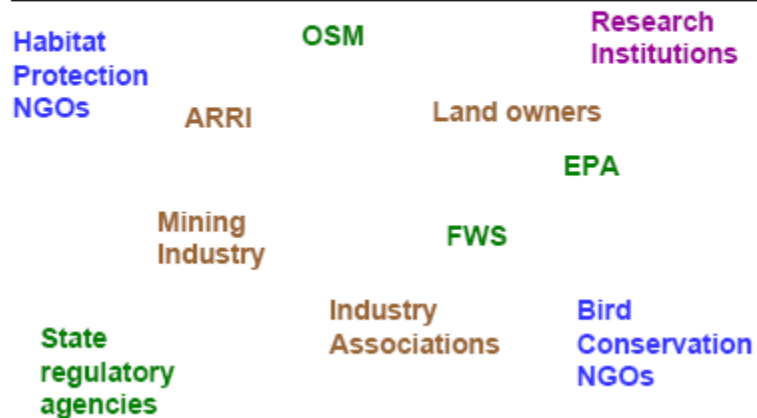 Habitat
Protection
NGOs
OSM
Research
Institutions
ARRI
Land owners
EPA
Mining
Industry
FWS
State
regulatory
agencies
Industry
Associations
Bird
Conservation
NGOs